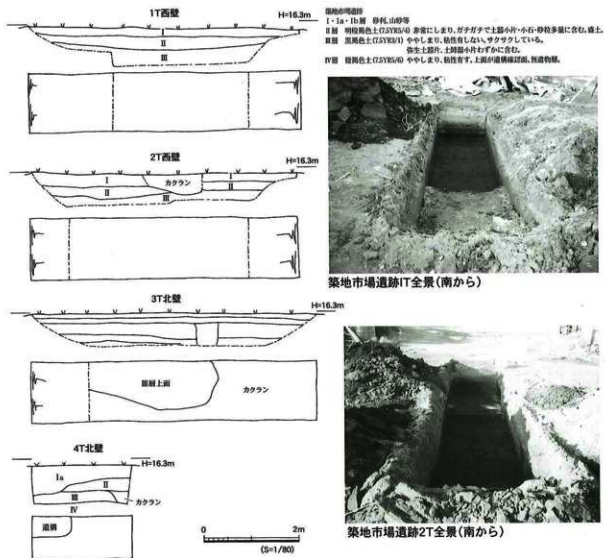 1T西壁
H=16.3m
I
II
III
2T西壁
H=16.3m
I
カクラン
I
II
II
III
3T北壁
H=16.3m
III層上面
カクラン
4T北壁
H=16.3m
Ia
II
III
カクラン
IV
遺構
0 2m
(S=1/80)
築地市場遺跡
I・Ia・Ib層 砂利、山砂等
II層 明褐色土(7.5YR5/4) 非常にしまり、ガチガチで土器小片・小石・砂粒多量に含む。盛土。
III層 黒褐色土(7.5YR3/1) ややしまり、粘性有しない。サクサクしている。
弥生土器片、土師器小片わずかに含む。
IV層 橙褐色土(7.5YR5/6) ややしまり、粘性有す。上面が遺構確認面。無遺物層。
築地市場遺跡1T全景(南から)
築地市場遺跡2T全景(南から)